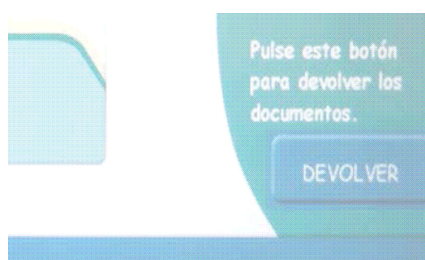 Pulse este botón
para devolver los
documentos.
DEVOLVER